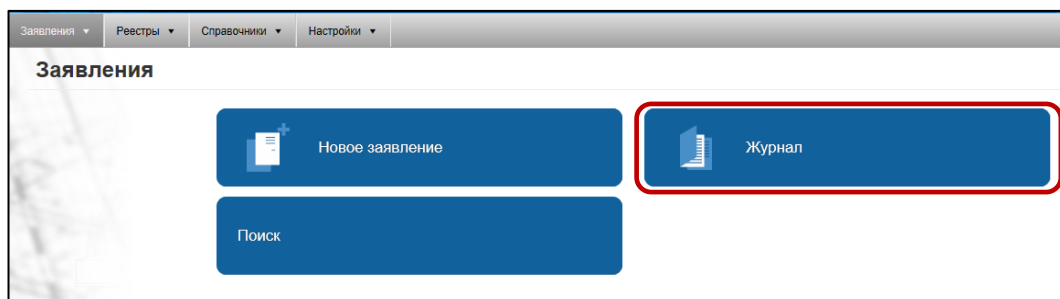 Заявления Реестры Справочники Настройки
Заявления
Новое заявление Журнал
Поиск